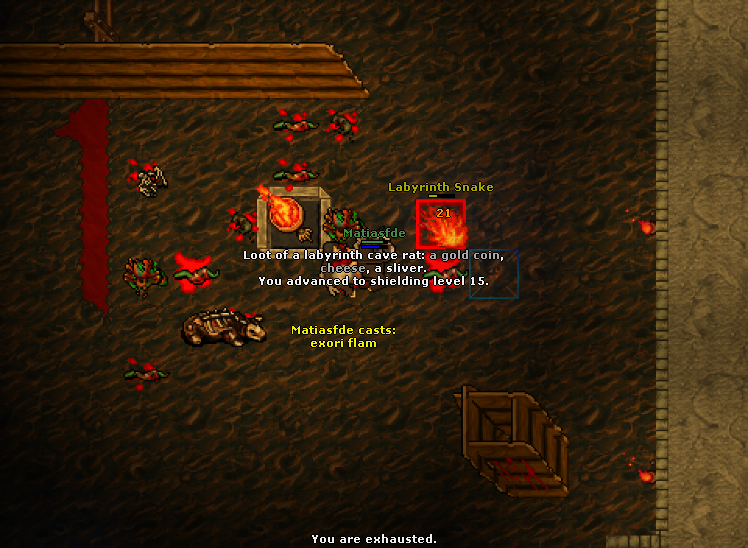 Labyrinth Snake
21
Matiasfde
Loot of a labyrinth cave rat: a gold coin,
cheese, a sliver.
You advanced to shielding level 15.
Matiasfde casts:
exori flam
You are exhausted.